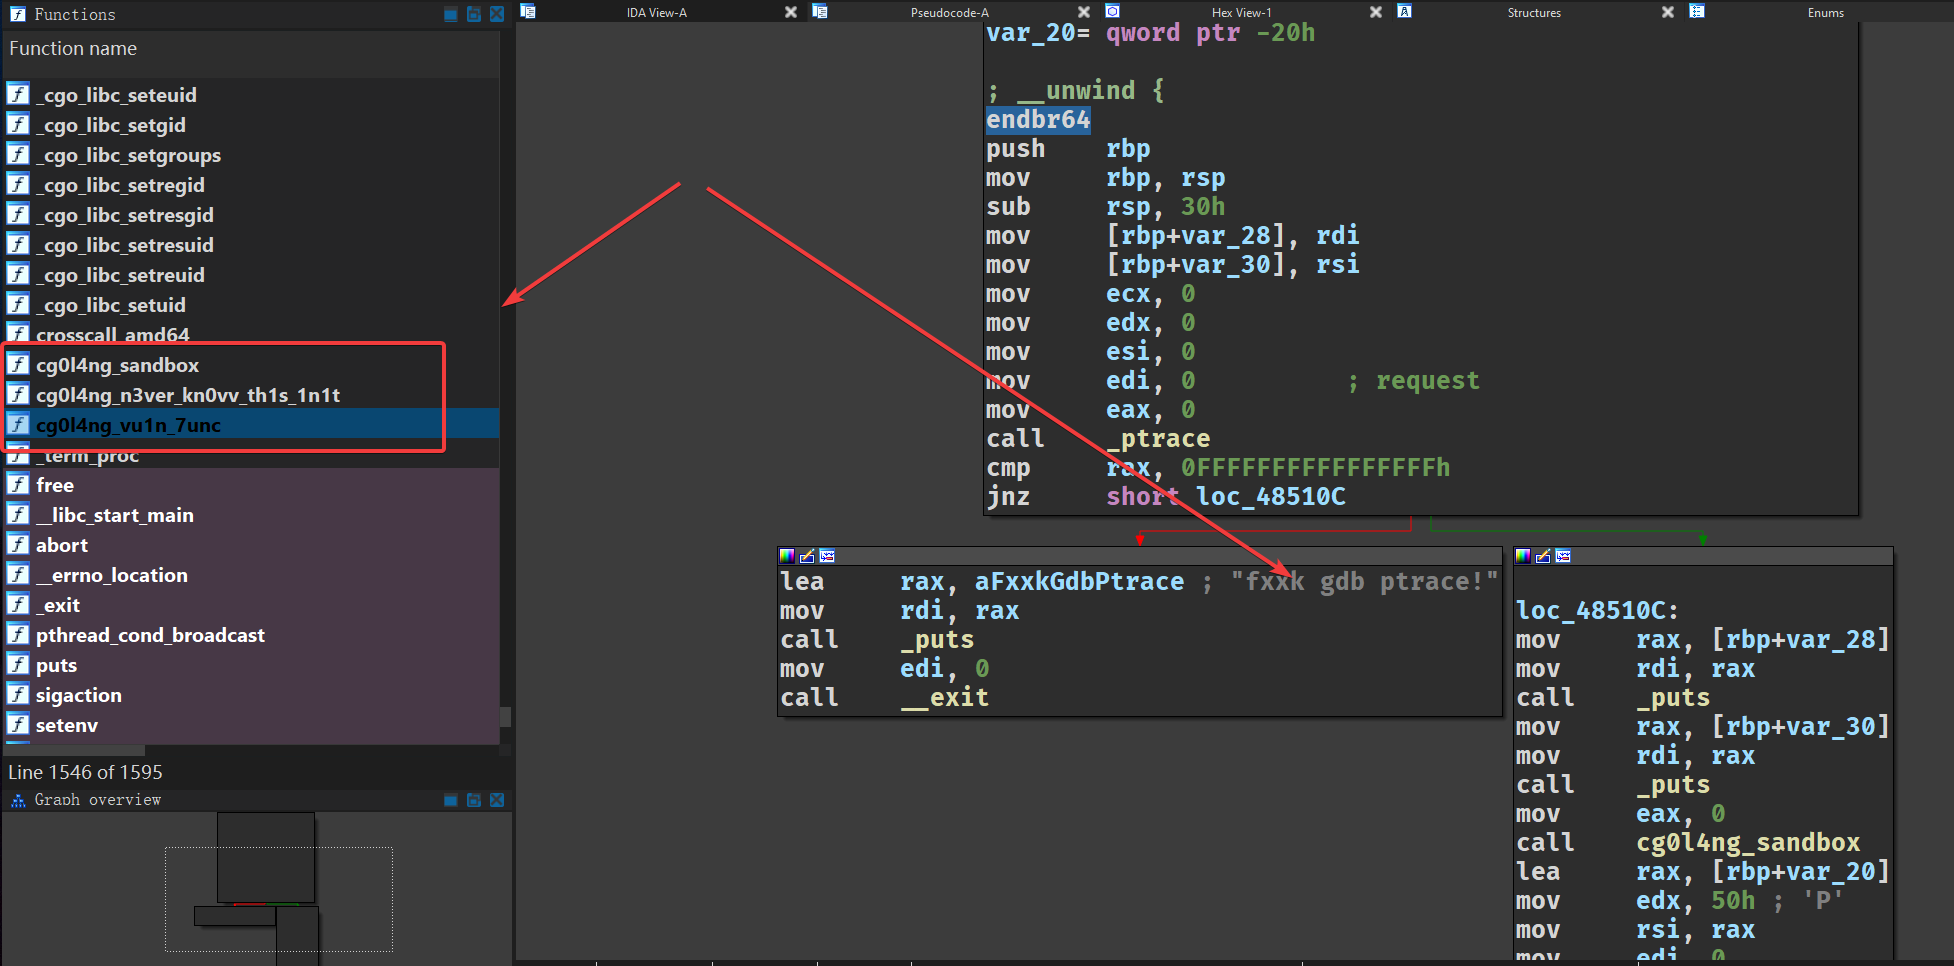 Functions
Function name
_cgo_libc_seteuid
_cgo_libc_setgid
_cgo_libc_setgroups
_cgo_libc_setregid
_cgo_libc_setresgid
_cgo_libc_setresuid
_cgo_libc_setreuid
_cgo_libc_setuid
crosscall_amd64
cg0l4ng_sandbox
cg0l4ng_n3ver_kn0vv_th1s_1n1t
cg0l4ng_vu1n_7unc
_term_proc
free
__libc_start_main
abort
__errno_location
_exit
pthread_cond_broadcast
puts
sigaction
setenv
Line 1546 of 1595
Graph overview
IDA View-A
Pseudocode-A
Hex View-1
Structures
Enums
var_20= qword ptr -20h
; __unwind {
endbr64
push rbp
mov rbp, rsp
sub rsp, 30h
mov [rbp+var_28], rdi
mov [rbp+var_30], rsi
mov ecx, 0
mov edx, 0
mov esi, 0
mov edi, 0 ; request
mov eax, 0
call _ptrace
cmp rax, 0FFFFFFFFFFFFFFFFh
jnz short loc_48510C
lea rax, aFxxkGdbPtrace ; "fxxk gdb ptrace!"
mov rdi, rax
call _puts
mov edi, 0
call __exit
loc_48510C:
mov rax, [rbp+var_28]
mov rdi, rax
call _puts
mov rax, [rbp+var_30]
mov rdi, rax
call _puts
mov eax, 0
call cg0l4ng_sandbox
lea rax, [rbp+var_20]
mov edx, 50h ; 'P'
mov rsi, rax
mov edi, 0